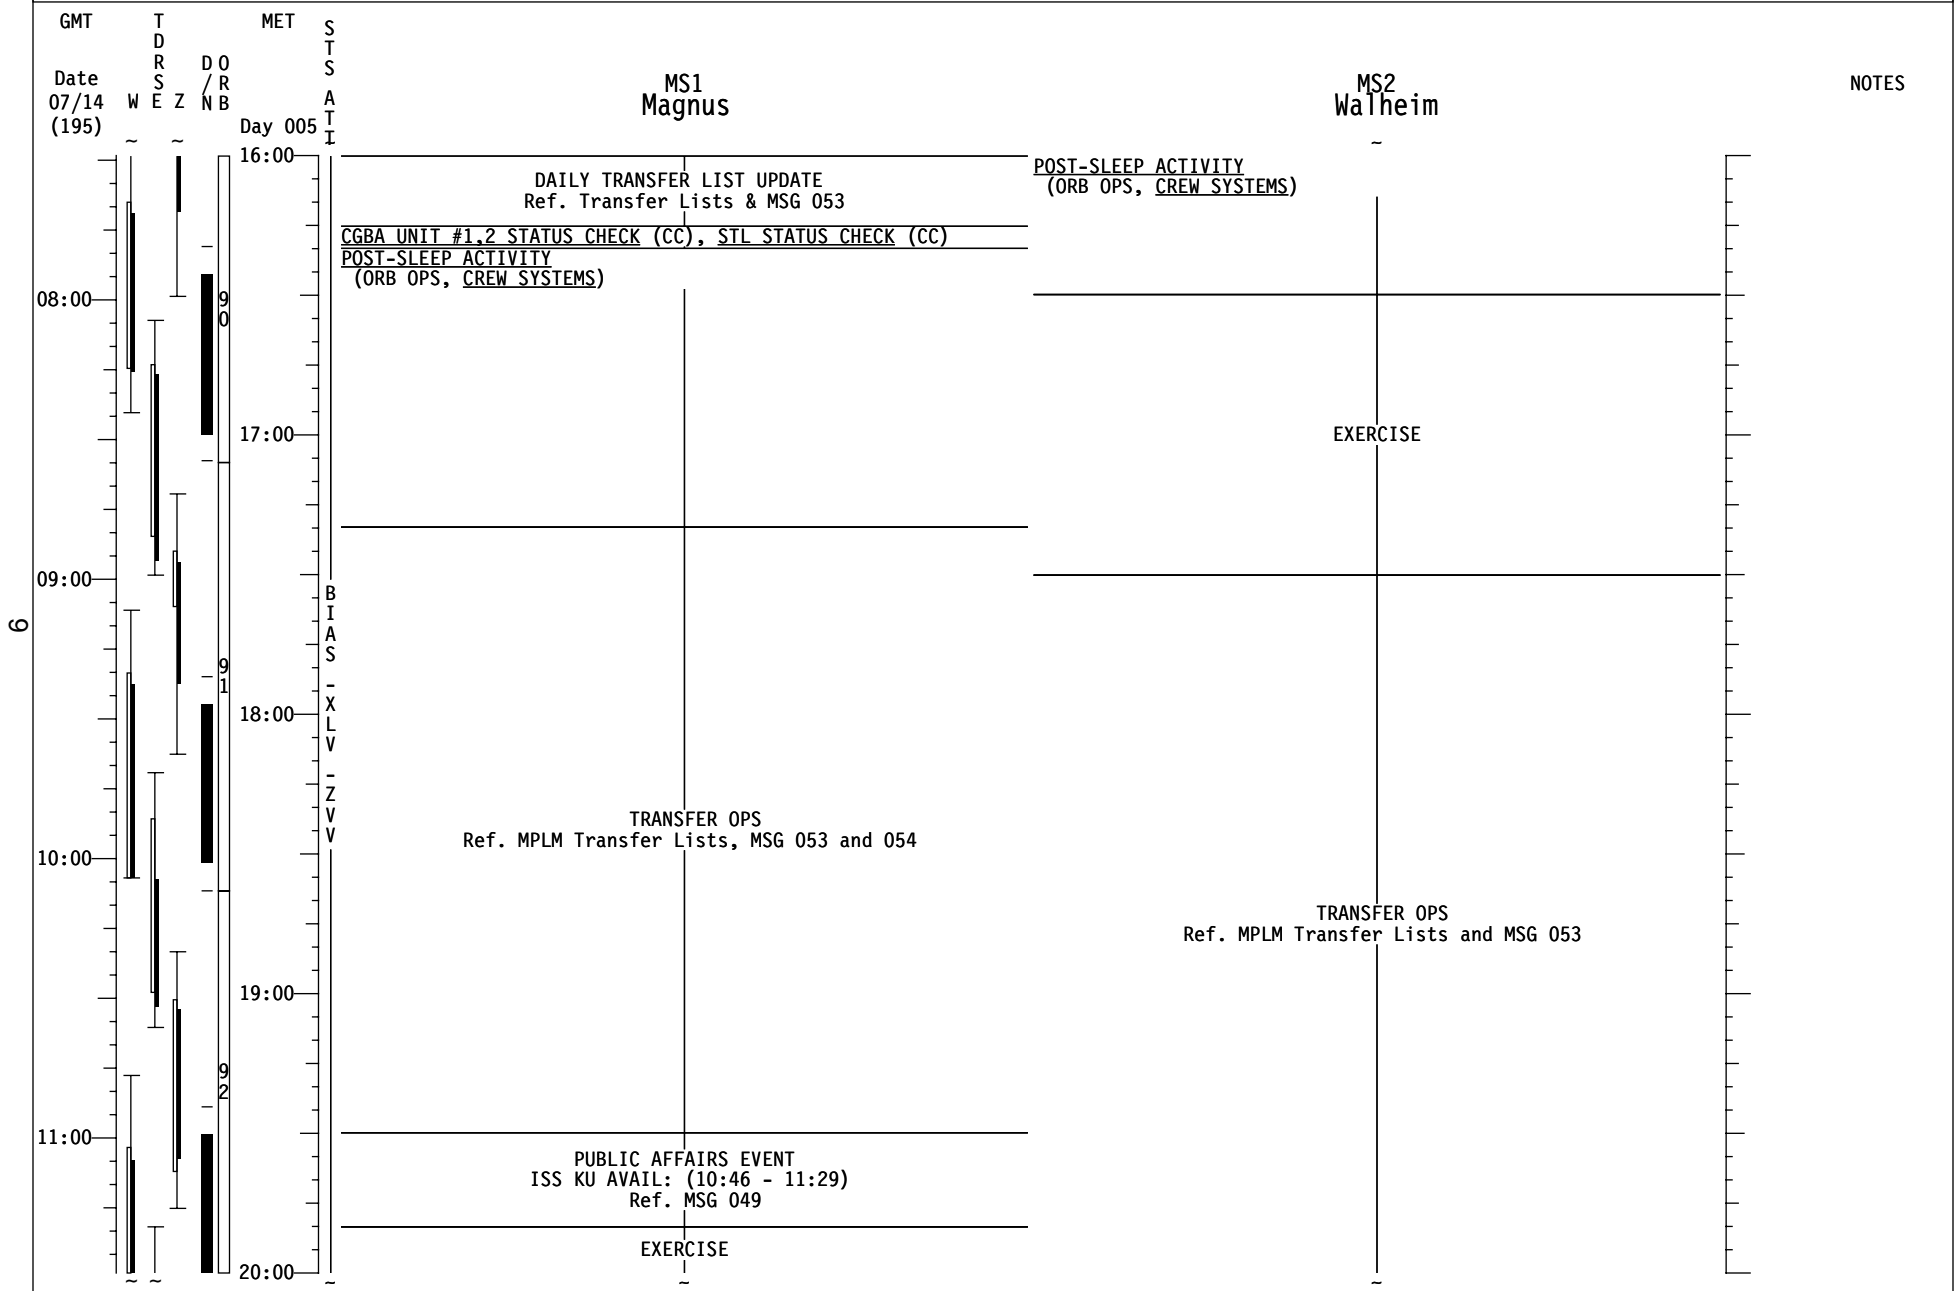 GMT
TDRS
MET
STS ATT
D/N
ORB
Date
07/14
(195)
W E Z
Day 005
MS1
Magnus
MS2
Walheim
NOTES
~ ~ ~
16:00
DAILY TRANSFER LIST UPDATE
Ref. Transfer Lists & MSG 053
POST-SLEEP ACTIVITY
(ORB OPS, CREW SYSTEMS)
CGBA UNIT #1,2 STATUS CHECK (CC), STL STATUS CHECK (CC)
POST-SLEEP ACTIVITY
(ORB OPS, CREW SYSTEMS)
08:00
90
17:00
EXERCISE
09:00
BIAS -XLV -ZVV
6
91
18:00
TRANSFER OPS
Ref. MPLM Transfer Lists, MSG 053 and 054
10:00
TRANSFER OPS
Ref. MPLM Transfer Lists and MSG 053
19:00
92
11:00
PUBLIC AFFAIRS EVENT
ISS KU AVAIL: (10:46 - 11:29)
Ref. MSG 049
EXERCISE
20:00
~ ~ ~ ~ ~